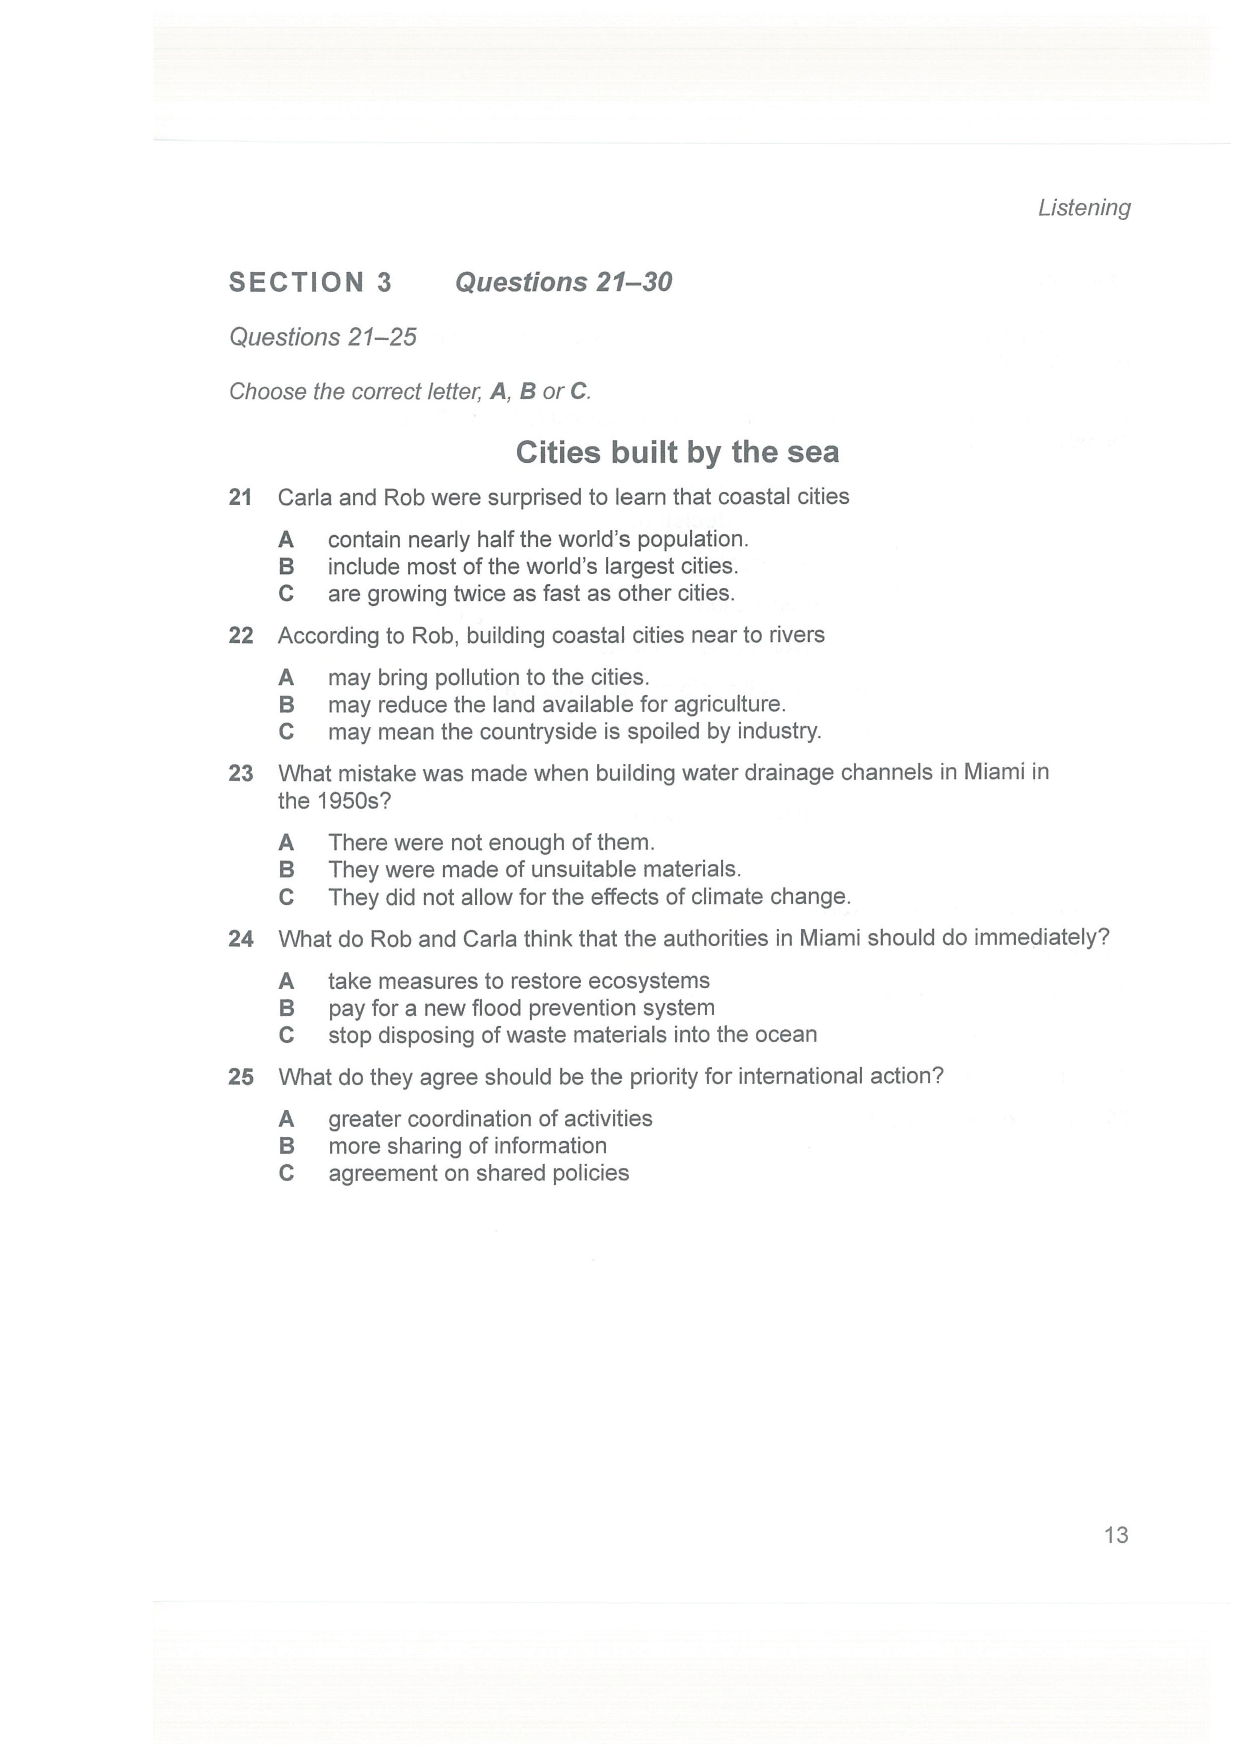 Listening
SECTION 3 Questions 21–30
Questions 21–25
Choose the correct letter, A, B or C.
Cities built by the sea
21 Carla and Rob were surprised to learn that coastal cities
A contain nearly half the world's population.
B include most of the world's largest cities.
C are growing twice as fast as other cities.
22 According to Rob, building coastal cities near to rivers
A may bring pollution to the cities.
B may reduce the land available for agriculture.
C may mean the countryside is spoiled by industry.
23 What mistake was made when building water drainage channels in Miami in
the 1950s?
A There were not enough of them.
B They were made of unsuitable materials.
C They did not allow for the effects of climate change.
24 What do Rob and Carla think that the authorities in Miami should do immediately?
A take measures to restore ecosystems
B pay for a new flood prevention system
C stop disposing of waste materials into the ocean
25 What do they agree should be the priority for international action?
A greater coordination of activities
B more sharing of information
C agreement on shared policies
13